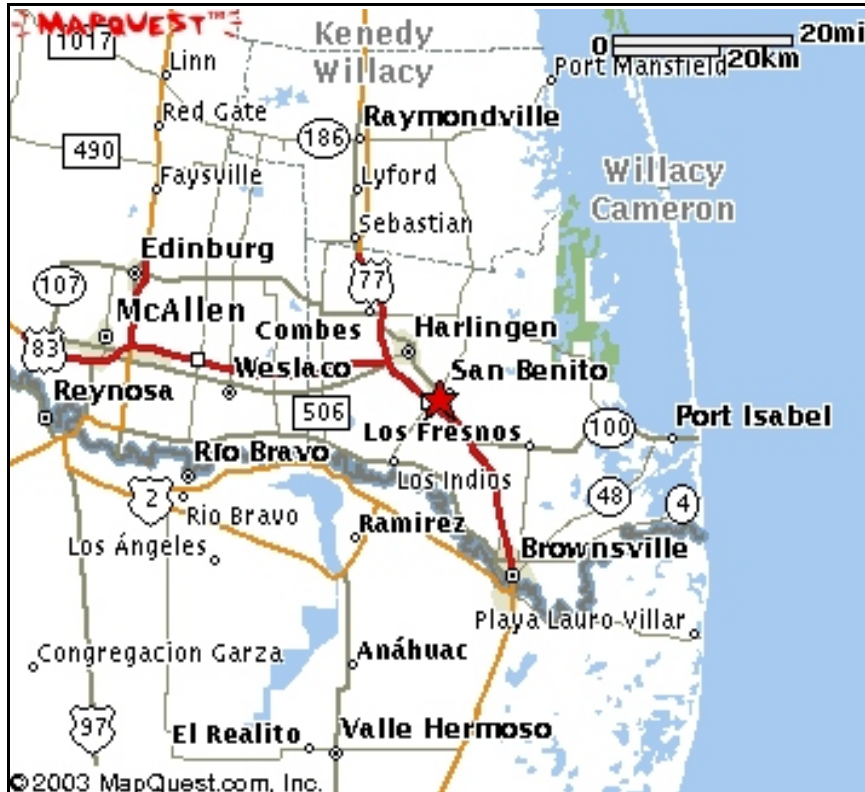 MAPQUEST™
Kenedy
Willacy
0
20mi
20km
1017
Linn
Port Mansfield
Red Gate
186
Raymondville
490
Faysville
Lyford
Willacy
Cameron
Sebastian
Edinburg
77
107
McAllen
Combes
Harlingen
83
Weslaco
San Benito
Reynosa
506
Los Fresnos
100
Port Isabel
Río Bravo
Los Indios
2
Rio Bravo
48
4
Ramirez
Los Ángeles
Brownsville
Playa Lauro Villar
Congregacion Garza
Anáhuac
97
El Realito
Valle Hermoso
©2003 MapQuest.com, Inc.